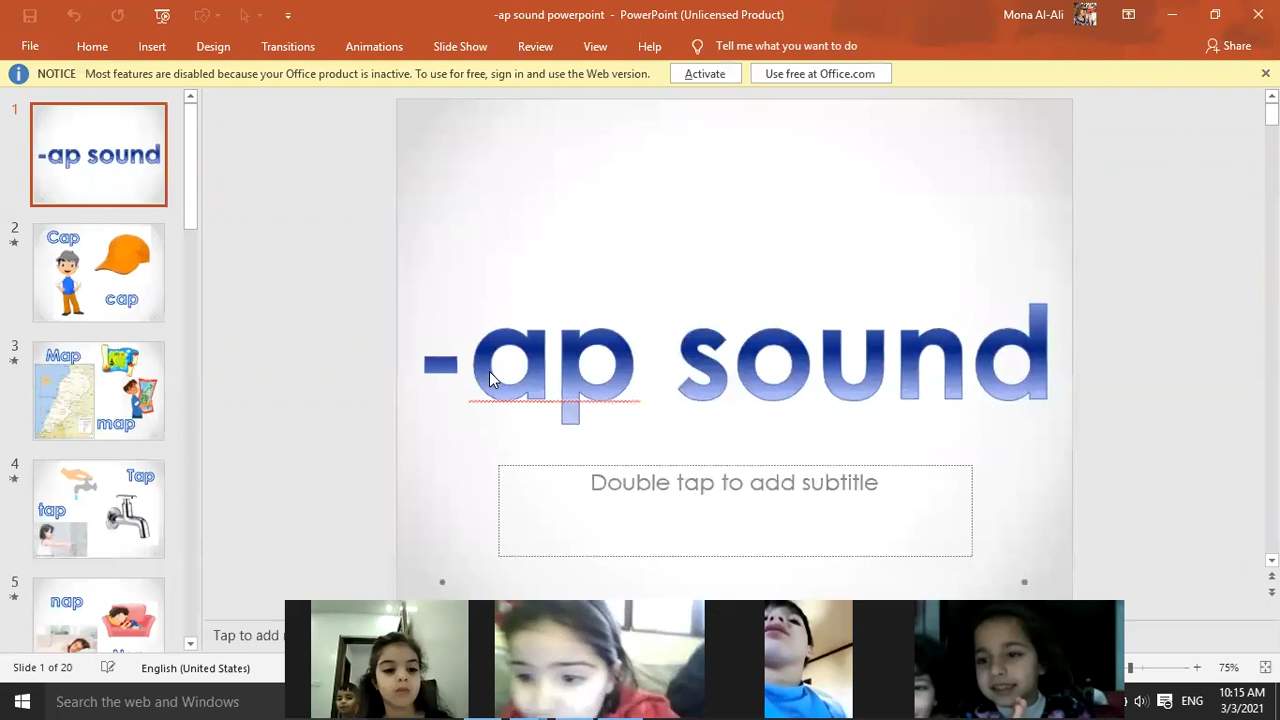 -ap sound powerpoint - PowerPoint (Unlicensed Product)
Mona Al-Ali
File Home Insert Design Transitions Animations Slide Show Review View Help Tell me what you want to do Share
NOTICE Most features are disabled because your Office product is inactive. To use for free, sign in and use the Web version. Activate Use free at Office.com
1
-ap sound
2
Cap
cap
3
Map
map
4
Tap
tap
5
nap
-ap sound
Double tap to add subtitle
Tap to add
Slide 1 of 20 English (United States) 75%
Search the web and Windows
ENG
10:15 AM
3/3/2021